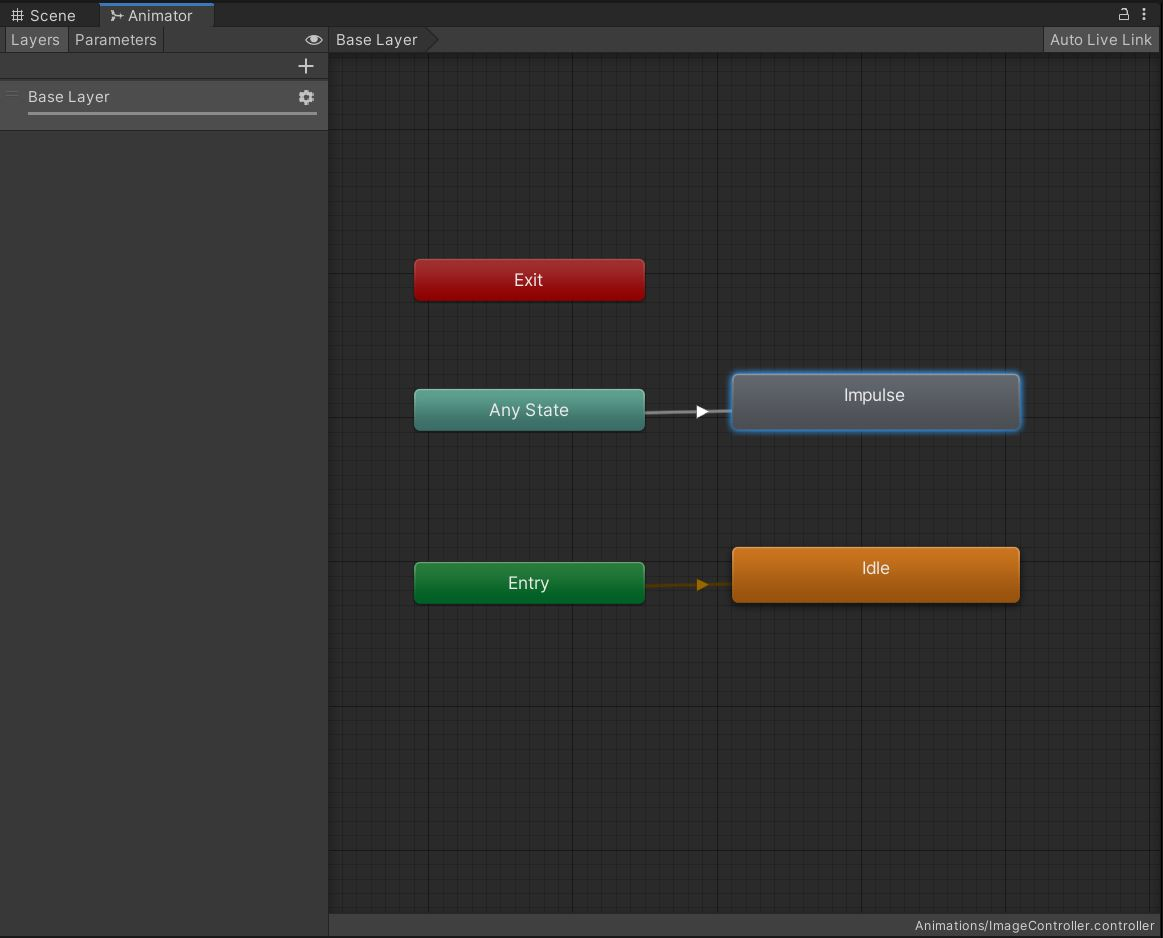 Scene Animator
Layers Parameters Base Layer Auto Live Link
Base Layer
Exit
Any State Impulse
Entry Idle
Animations/ImageController.controller